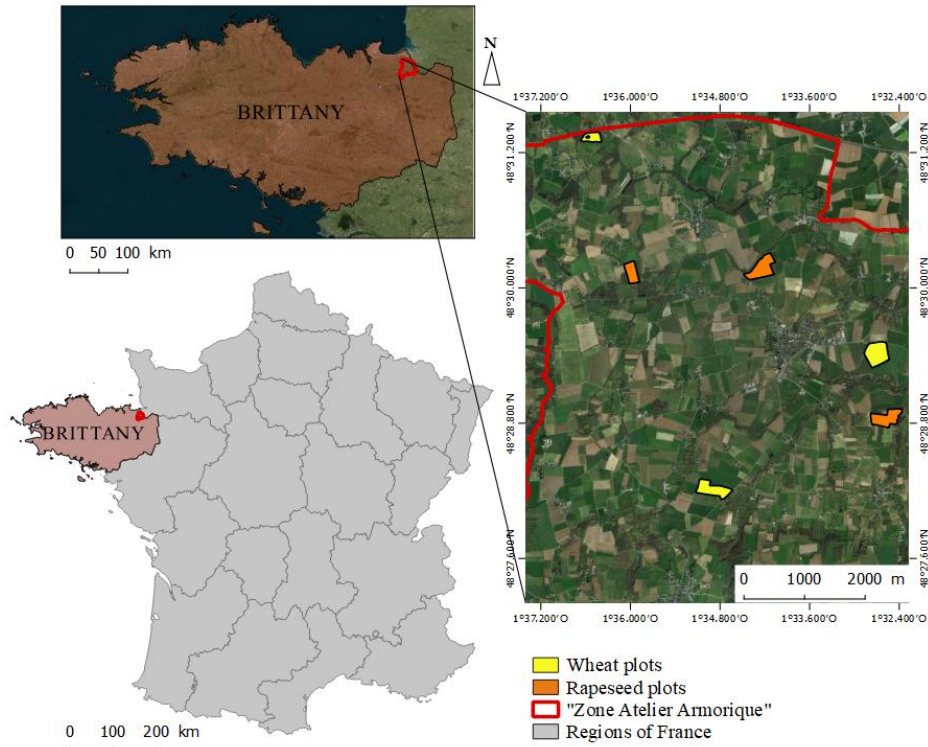 BRITTANY
N
0 50 100 km
1°37.200'O 1°36.000'O 1°34.800'O 1°33.600'O 1°32.400'O
48°31.200'N
48°30.000'N
48°28.800'N
48°27.600'N
48°31.200'N
48°30.000'N
48°28.800'N
48°27.600'N
0 1000 2000 m
1°37.200'O 1°36.000'O 1°34.800'O 1°33.600'O 1°32.400'O
BRITTANY
0 100 200 km
Wheat plots
Rapeseed plots
"Zone Atelier Armorique"
Regions of France